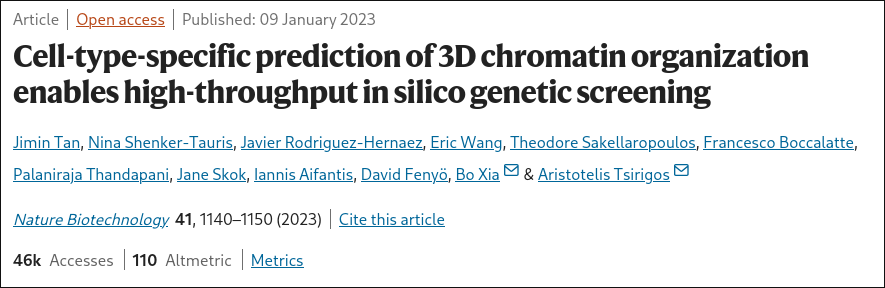 Article | Open access | Published: 09 January 2023
Cell-type-specific prediction of 3D chromatin organization
enables high-throughput in silico genetic screening
Jimin Tan, Nina Shenker-Tauris, Javier Rodriguez-Hernaez, Eric Wang, Theodore Sakellaropoulos, Francesco Boccalatte,
Palaniraja Thandapani, Jane Skok, Iannis Aifantis, David Fenyö, Bo Xia & Aristotelis Tsirigos
Nature Biotechnology 41, 1140–1150 (2023) | Cite this article
46k Accesses | 110 Altmetric | Metrics